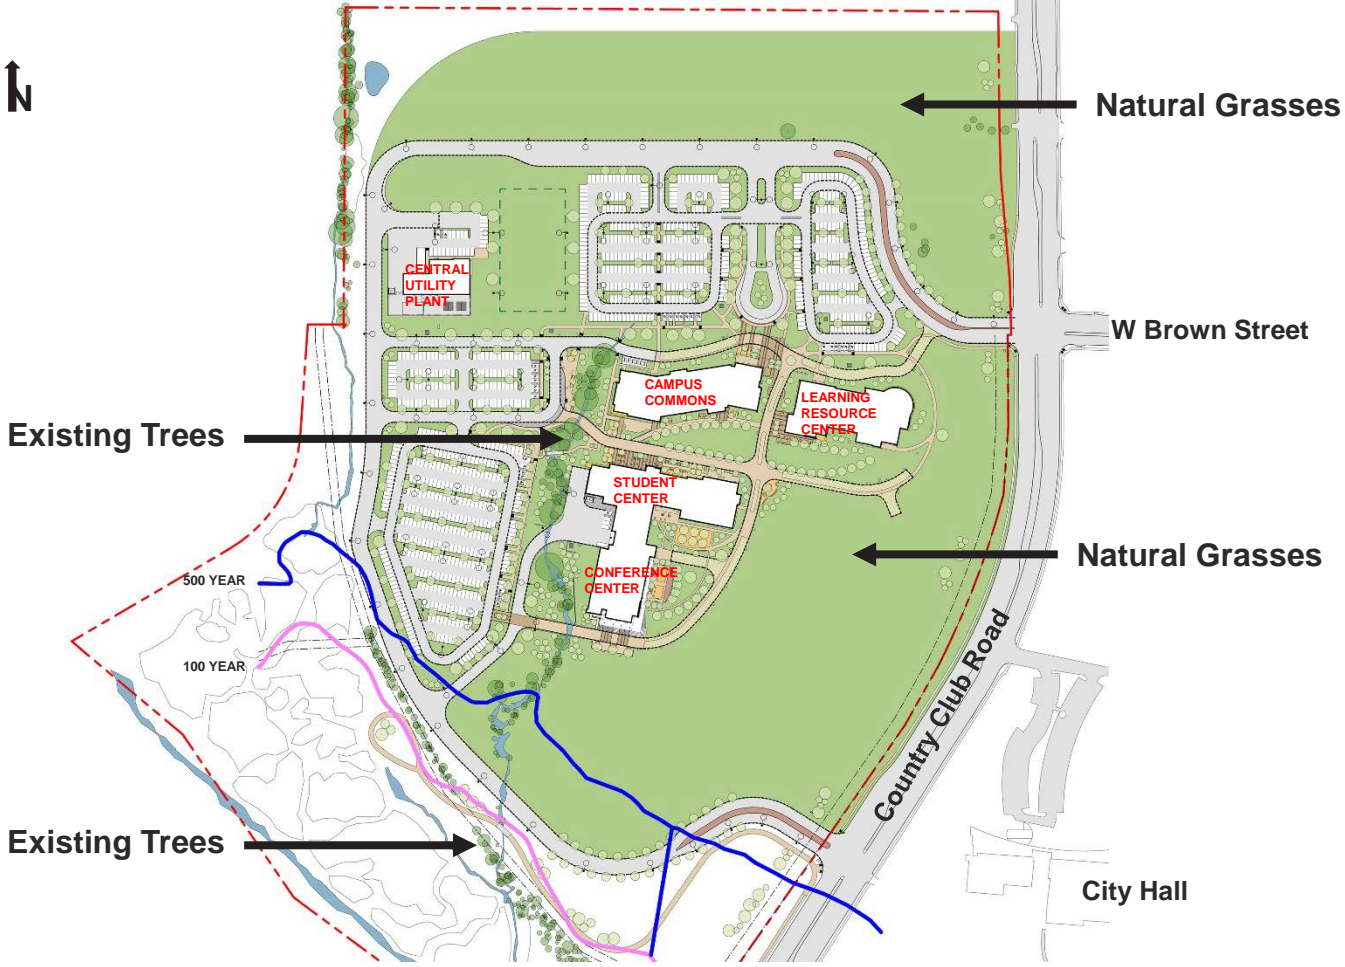 N
Natural Grasses
CENTRAL
UTILITY
PLANT
W Brown Street
CAMPUS
COMMONS
LEARNING
RESOURCE
CENTER
Existing Trees
STUDENT
CENTER
Natural Grasses
500 YEAR
CONFERENCE
CENTER
100 YEAR
Country Club Road
Existing Trees
City Hall